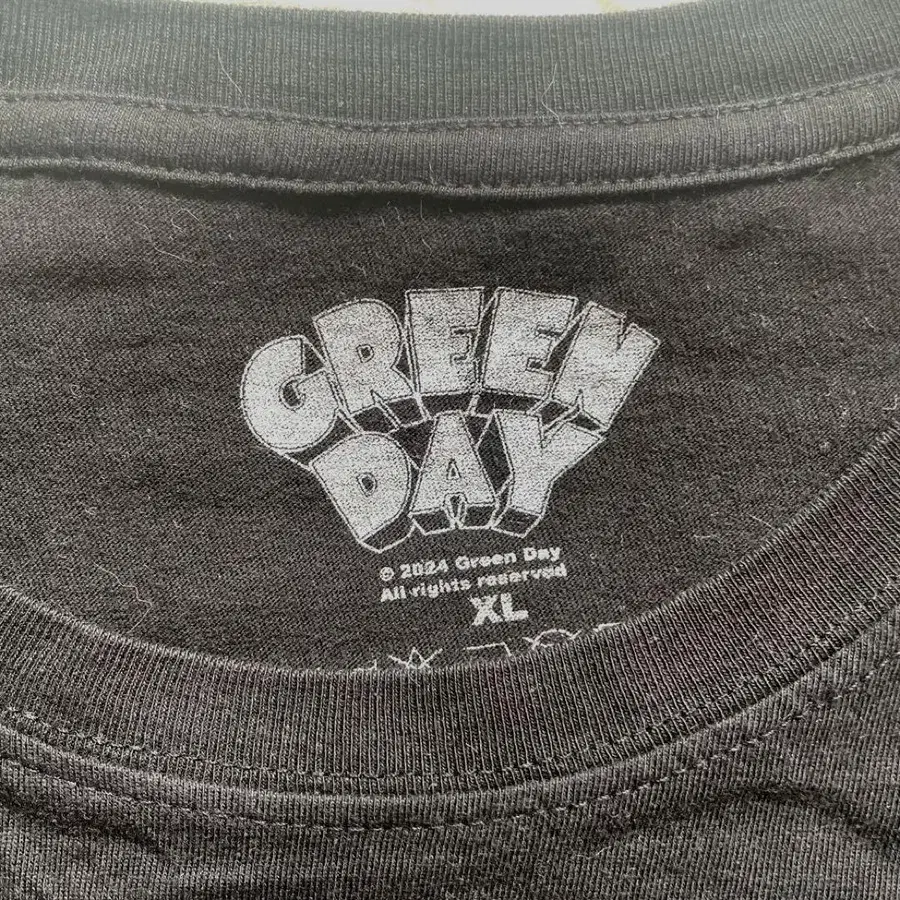 GREEN
DAY
© 2024 Green Day
All rights reserved
XL